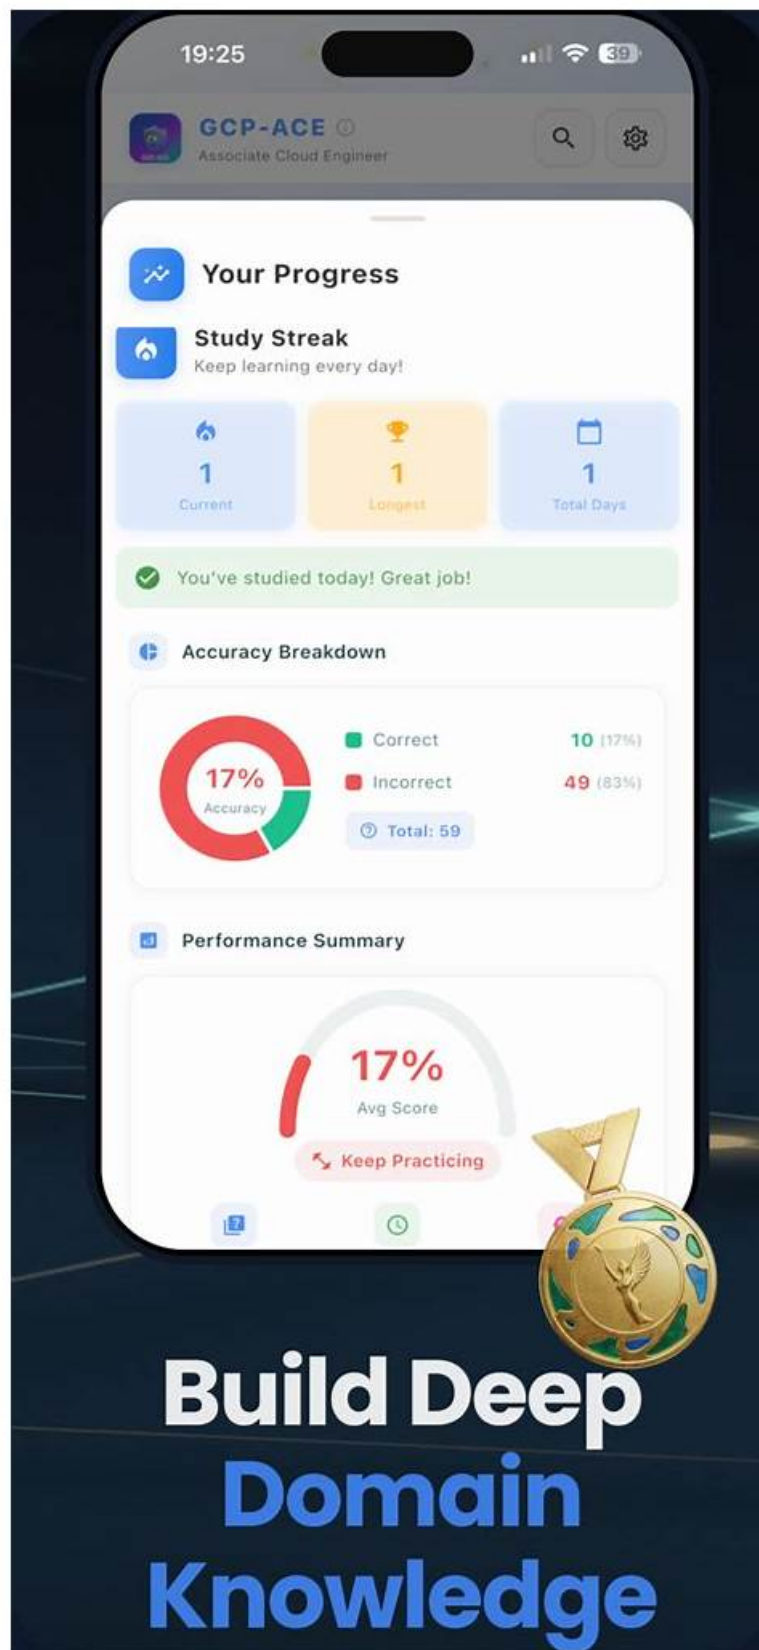 19:25
39
GCP-ACE
Associate Cloud Engineer
Your Progress
Study Streak
Keep learning every day!
1
Current
1
Longest
1
Total Days
You've studied today! Great job!
Accuracy Breakdown
17%
Accuracy
Correct
10 (17%)
Incorrect
49 (83%)
Total: 59
Performance Summary
17%
Avg Score
Keep Practicing
Build Deep
Domain
Knowledge